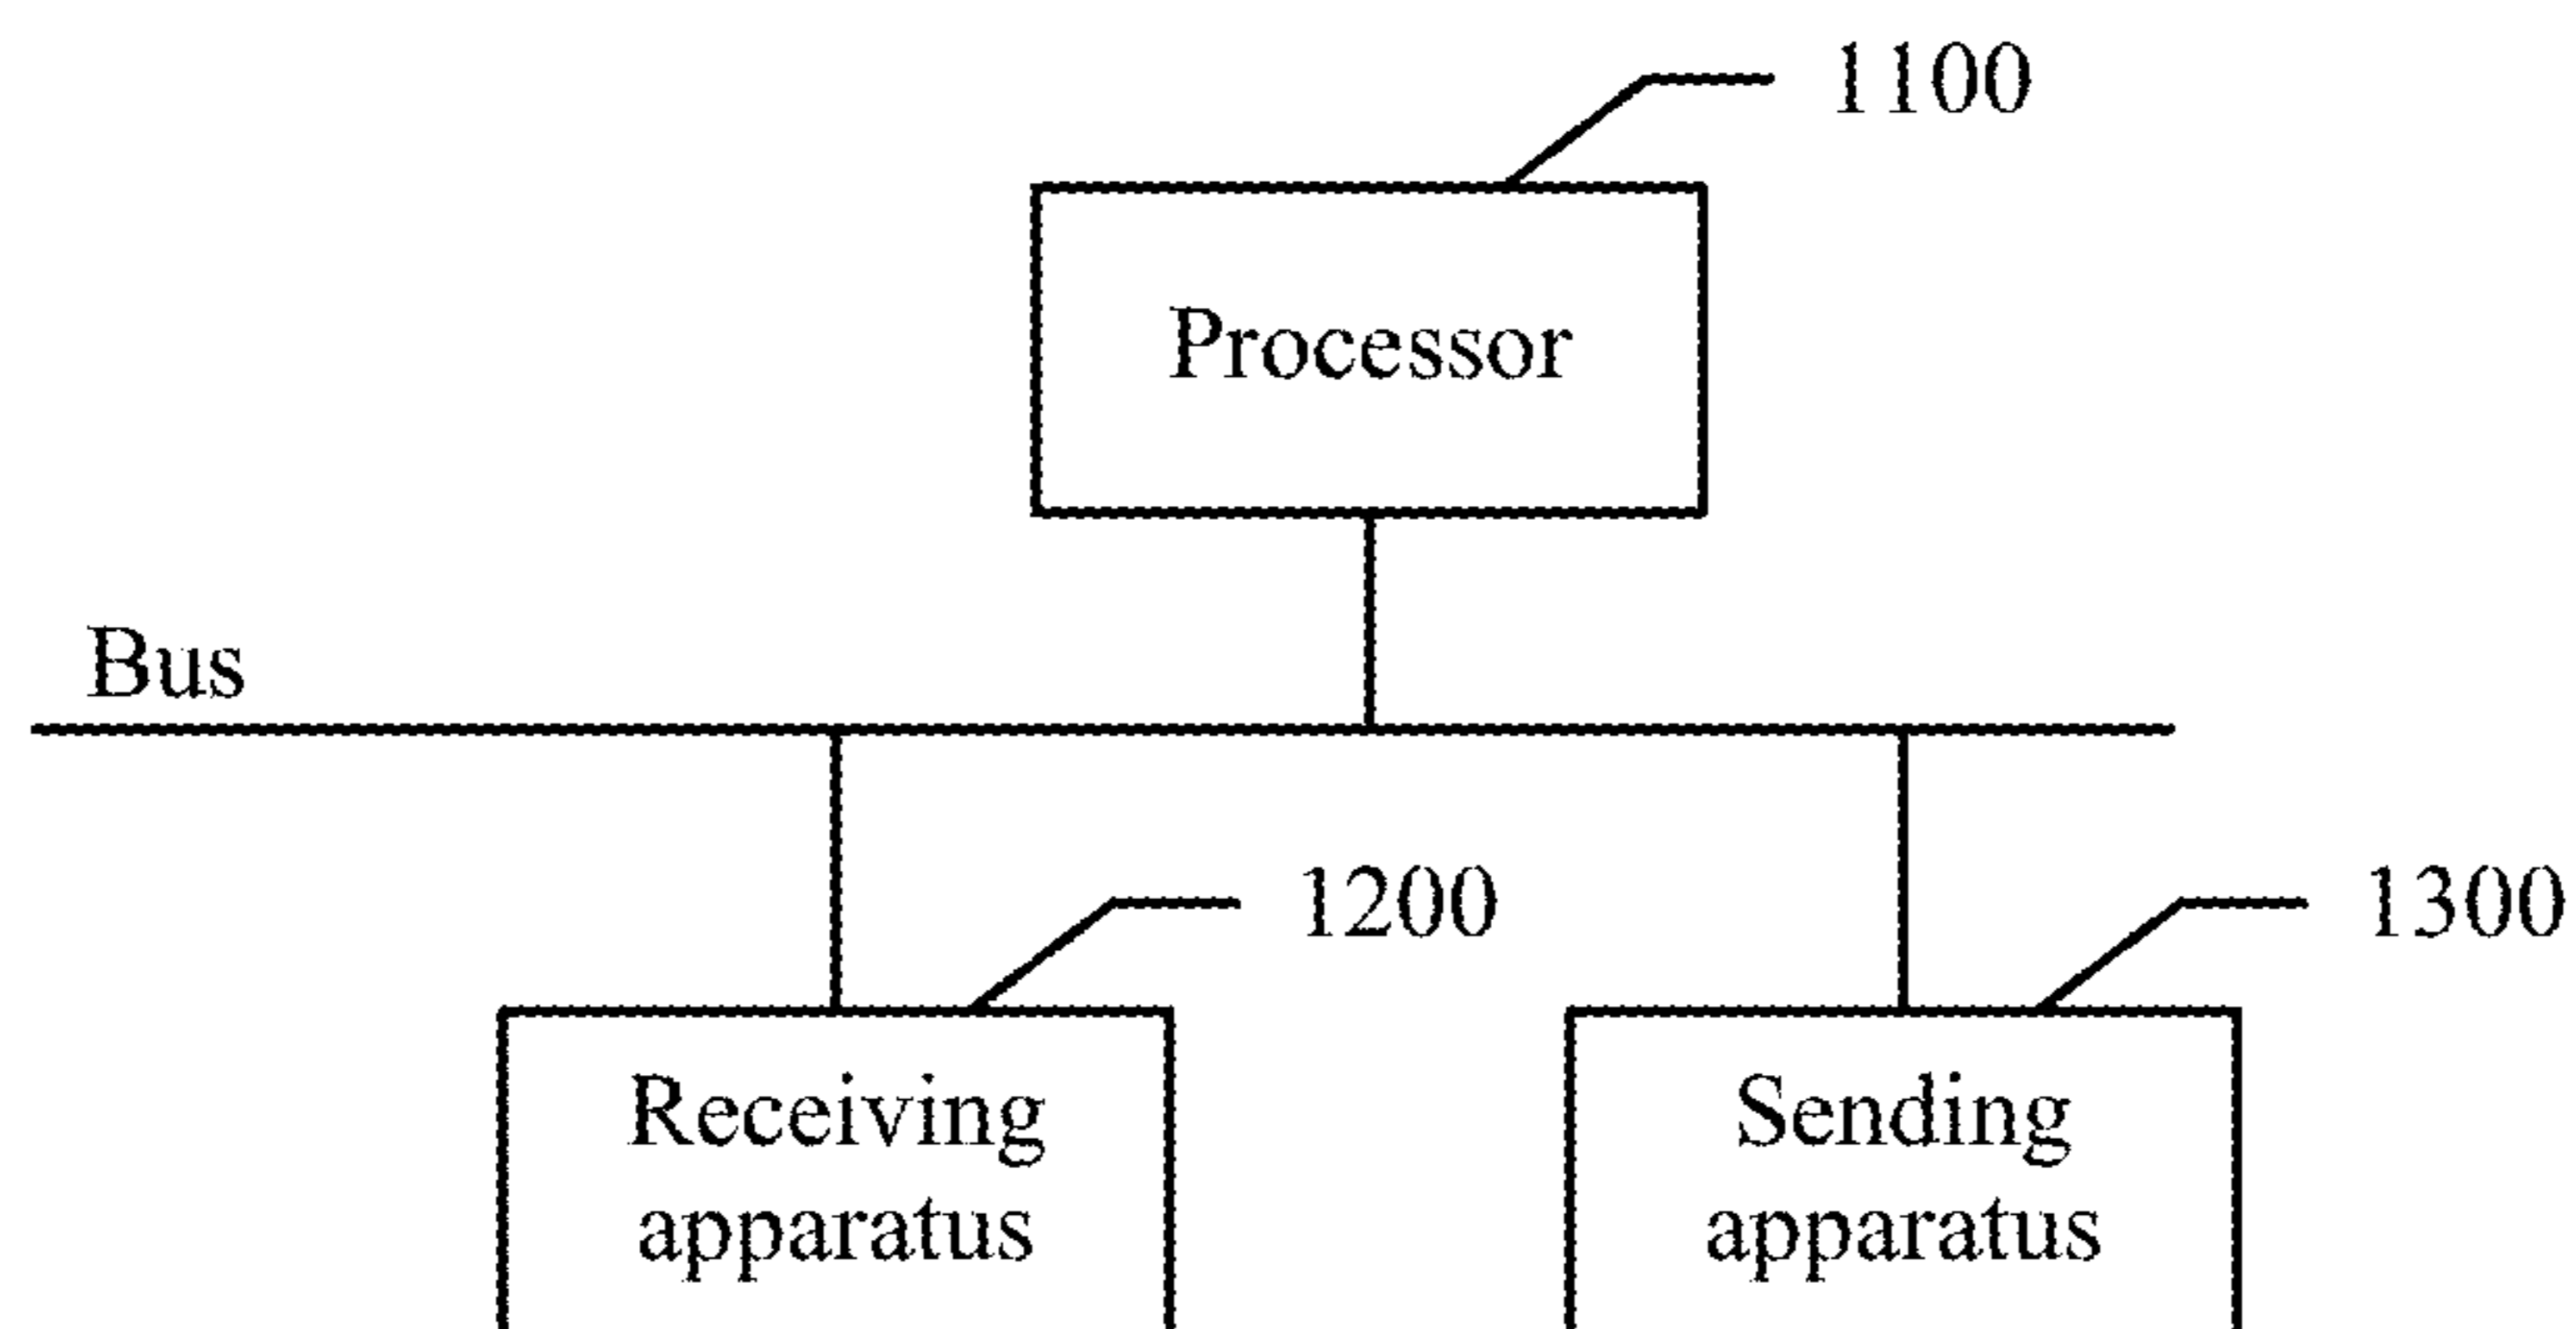 1100
Processor
Bus
1200
1300
Receiving
apparatus
Sending
apparatus